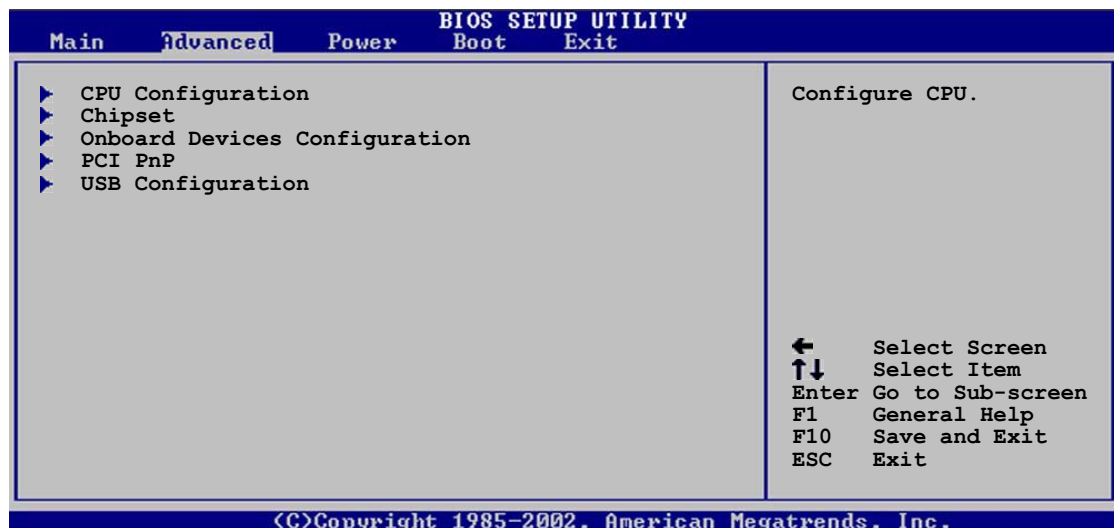 BIOS SETUP UTILITY
Main Advanced Power Boot Exit
CPU Configuration
Chipset
Onboard Devices Configuration
PCI PnP
USB Configuration
Configure CPU.
← Select Screen
↑↓ Select Item
Enter Go to Sub-screen
F1 General Help
F10 Save and Exit
ESC Exit
(C)Copyright 1985-2002, American Megatrends, Inc.